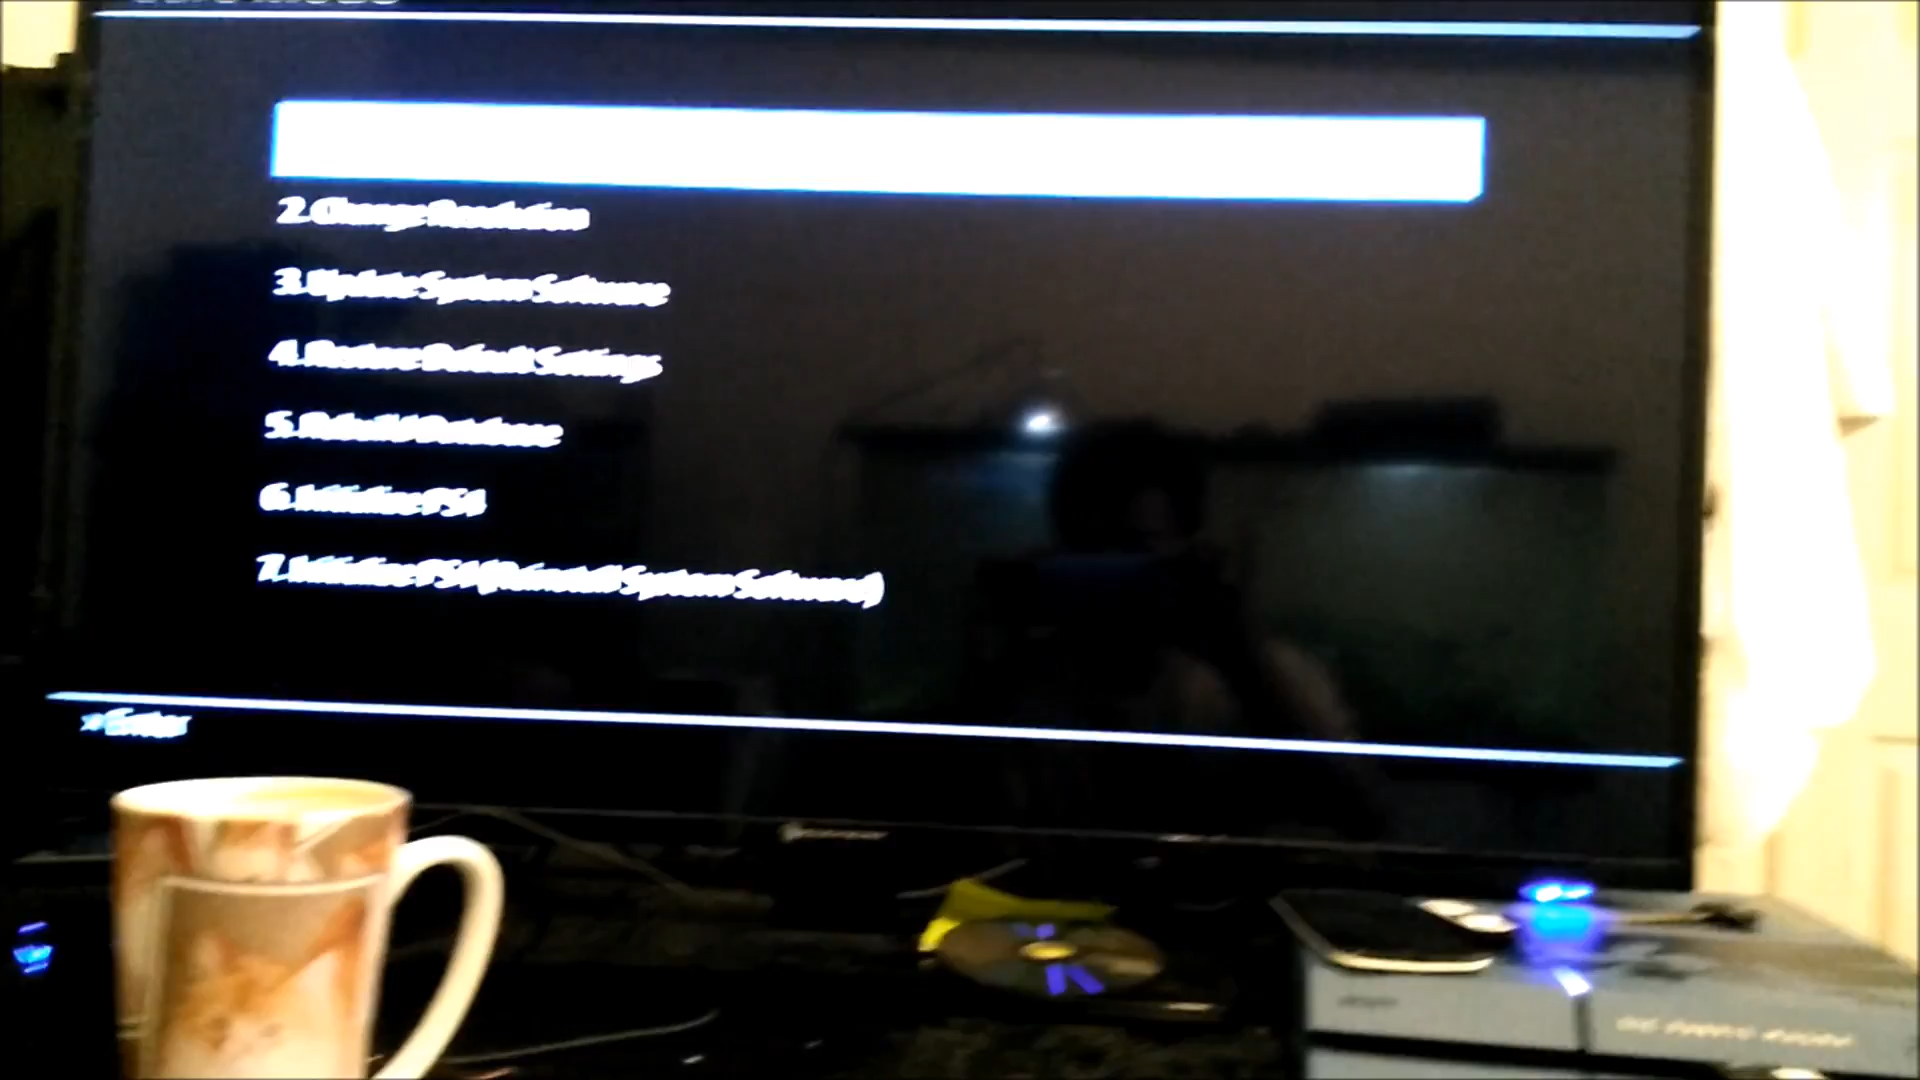 2. Change Resolution
3. Update System Software
4. Restore Default Settings
5. Rebuild Database
6. Initialize PS4
7. Initialize PS4 (Reinstall System Software)
Enter